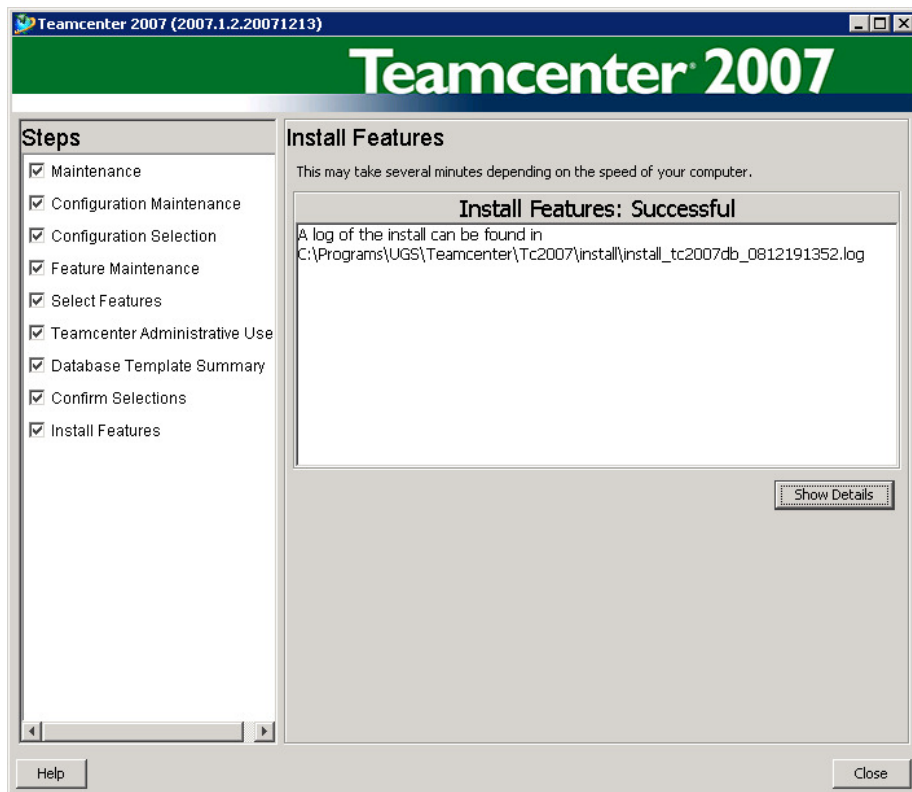 Teamcenter 2007 (2007.1.2.20071213)
Teamcenter® 2007
Steps
Maintenance
Configuration Maintenance
Configuration Selection
Feature Maintenance
Select Features
Teamcenter Administrative Use
Database Template Summary
Confirm Selections
Install Features
Install Features
This may take several minutes depending on the speed of your computer.
Install Features: Successful
A log of the install can be found in
C:\Programs\UGS\Teamcenter\Tc2007\install\install_tc2007db_0812191352.log
Show Details
Help
Close